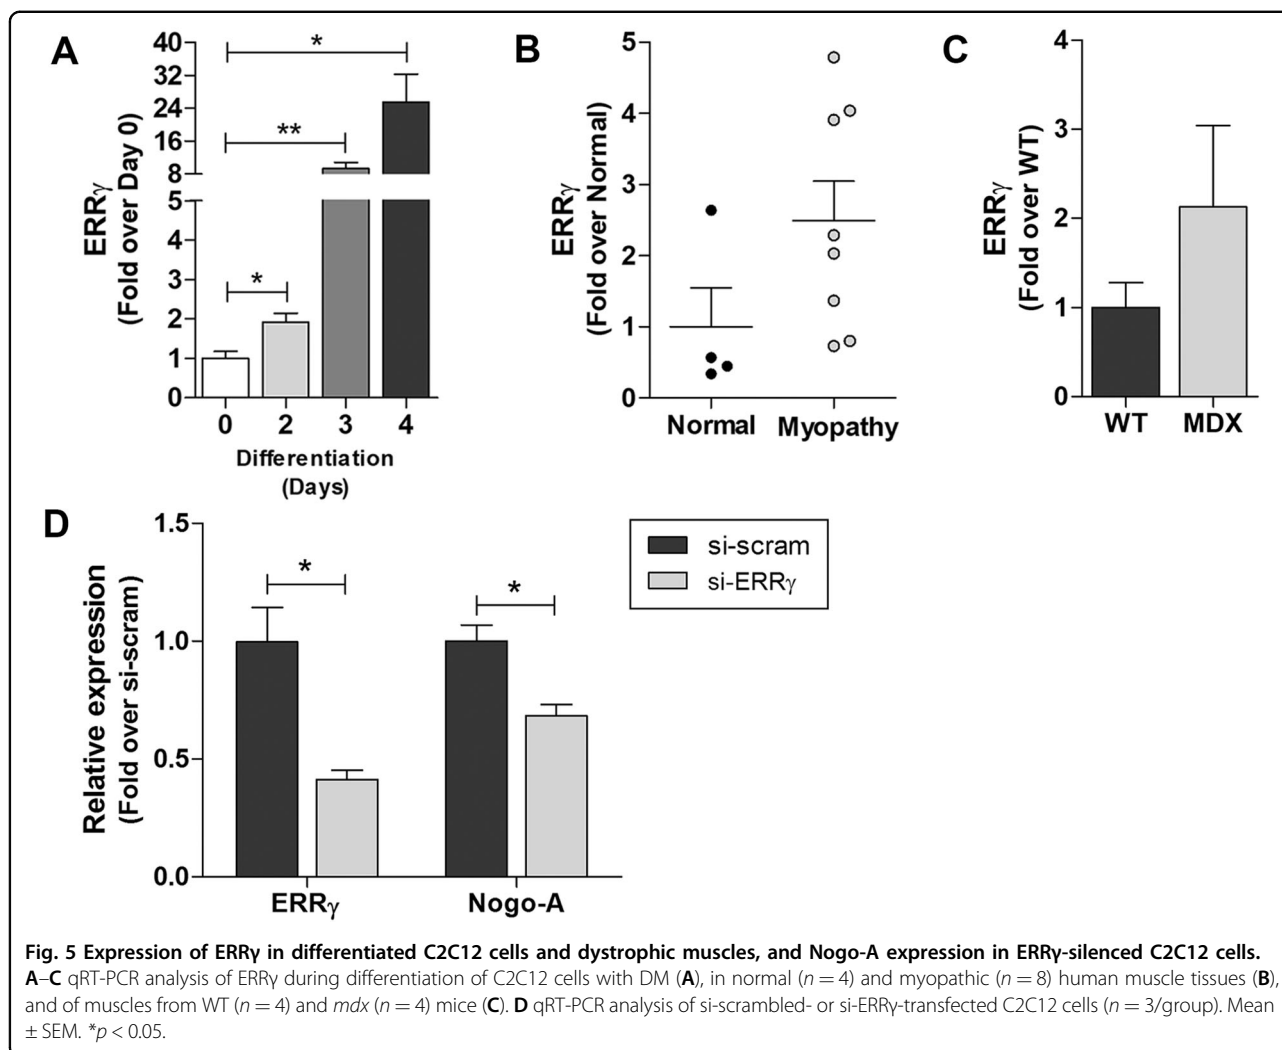 A
ERRγ
(Fold over Day 0)
40
32
24
16
8
5
4
3
2
1
0
*
**
*
0 2 3 4
Differentiation
(Days)
B
ERRγ
(Fold over Normal)
5
4
3
2
1
0
Normal Myopathy
C
ERRγ
(Fold over WT)
4
3
2
1
0
WT MDX
D
Relative expression
(Fold over si-scram)
1.5
1.0
0.5
0.0
*
*
ERRγ Nogo-A
si-scram
si-ERRγ
Fig. 5 Expression of ERRγ in differentiated C2C12 cells and dystrophic muscles, and Nogo-A expression in ERRγ-silenced C2C12 cells.
A–C qRT-PCR analysis of ERRγ during differentiation of C2C12 cells with DM (A), in normal (n = 4) and myopathic (n = 8) human muscle tissues (B),
and of muscles from WT (n = 4) and mdx (n = 4) mice (C). D qRT-PCR analysis of si-scrambled- or si-ERRγ-transfected C2C12 cells (n = 3/group). Mean
± SEM. *p < 0.05.